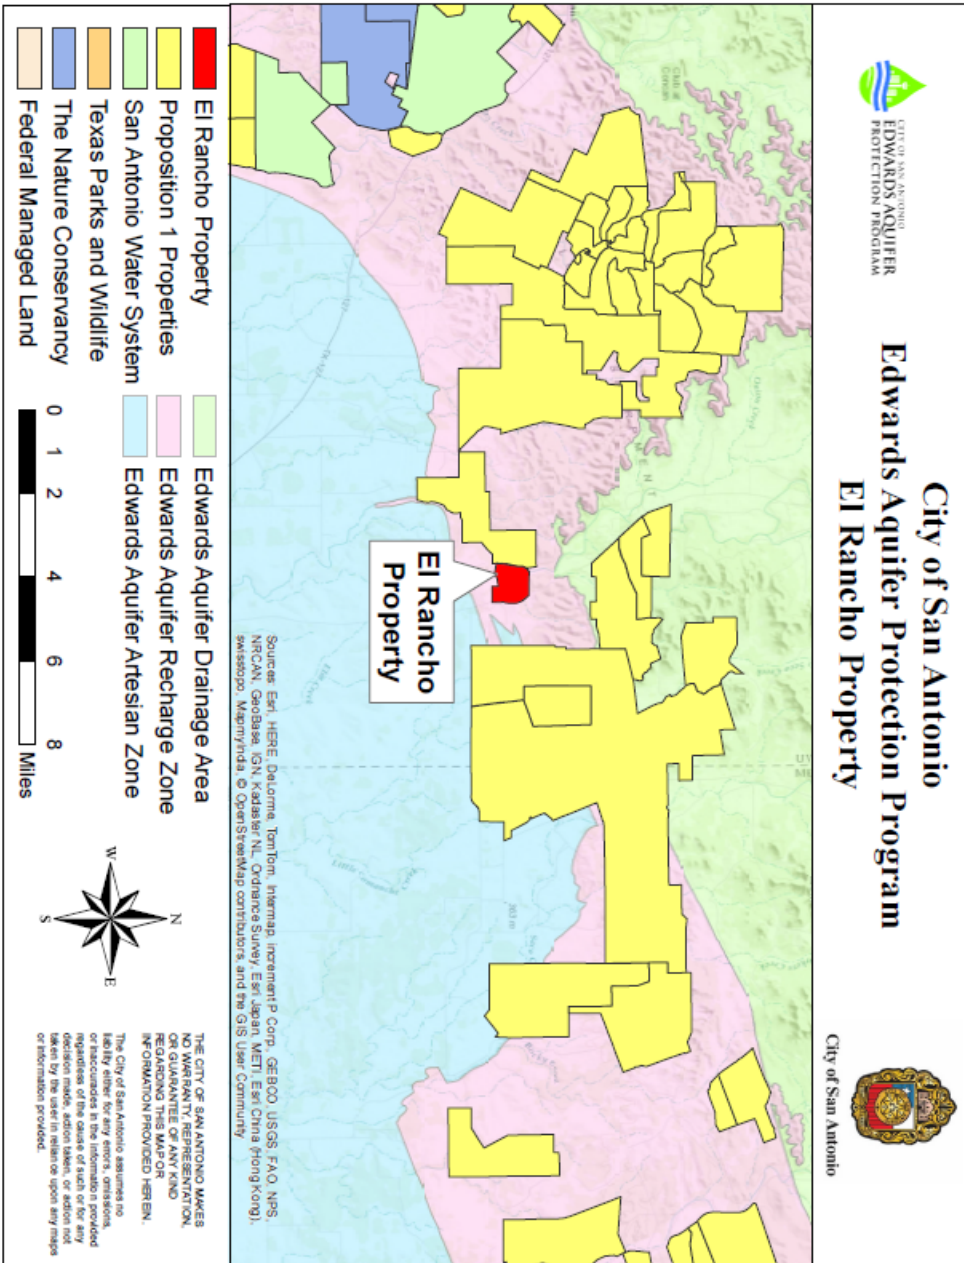 CITY OF SAN ANTONIO
EDWARDS AQUIFER
PROTECTION PROGRAM
City of San Antonio
Edwards Aquifer Protection Program
El Rancho Property
City of San Antonio
El Rancho
Property
Sources: Esri, HERE, DeLorme, TomTom, Intermap, increment P Corp., GEBCO, USGS, FAO, NPS,
NRCAN, GeoBase, IGN, Kadaster NL, Ordnance Survey, Esri Japan, METI, Esri China (Hong Kong),
swisstopo, MapmyIndia, © OpenStreetMap contributors, and the GIS User Community
El Rancho Property
Proposition 1 Properties
San Antonio Water System
Texas Parks and Wildlife
The Nature Conservancy
Federal Managed Land
Edwards Aquifer Drainage Area
Edwards Aquifer Recharge Zone
Edwards Aquifer Artesian Zone
0 1 2 4 6 8
Miles
N
W
E
S
THE CITY OF SAN ANTONIO MAKES
NO WARRANTY, REPRESENTATION,
OR GUARANTEE OF ANY KIND
REGARDING THIS MAP OR
INFORMATION PROVIDED HEREIN.
The City of San Antonio assumes no
liability either for any errors, omissions,
or inaccuracies in the information provided
regardless of the cause of such or for any
decision made, action taken, or action not
taken by the user in reliance upon any maps
or information provided.